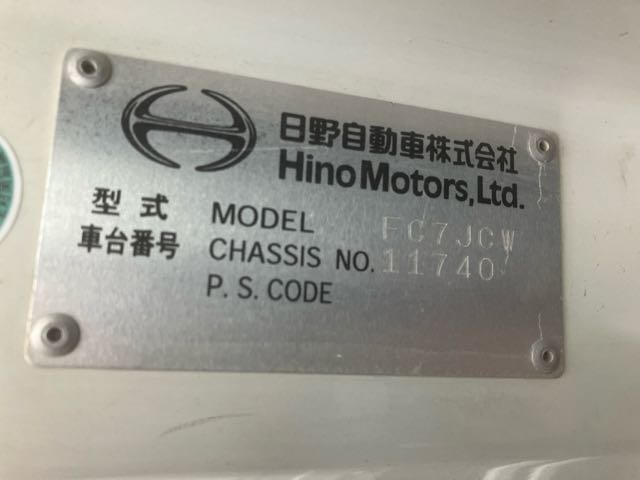 日野自動車株式会社
Hino Motors, Ltd.
型式 MODEL FC7JCW
車台番号 CHASSIS NO. 11740
P. S. CODE